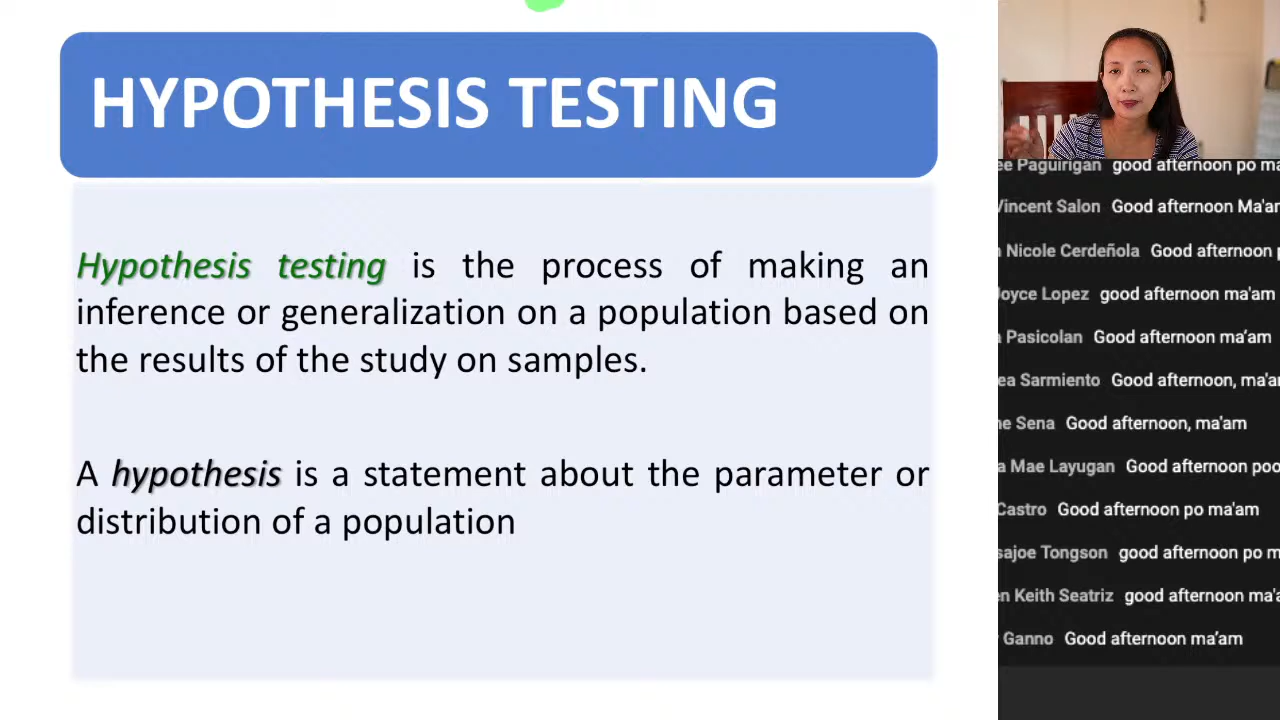 HYPOTHESIS TESTING
Hypothesis testing is the process of making an
inference or generalization on a population based on
the results of the study on samples.
A hypothesis is a statement about the parameter or
distribution of a population
ee Paguirigan good afternoon po ma
Vincent Salon Good afternoon Ma'am
Nicole Cerdeñola Good afternoon
Joyce Lopez good afternoon ma'am
Pasicolan Good afternoon ma'am
ea Sarmiento Good afternoon, ma'am
ne Sena Good afternoon, ma'am
a Mae Layugan Good afternoon poo
Castro Good afternoon po ma'am
sajoe Tongson good afternoon po m
en Keith Seatriz good afternoon ma'a
Ganno Good afternoon ma'am